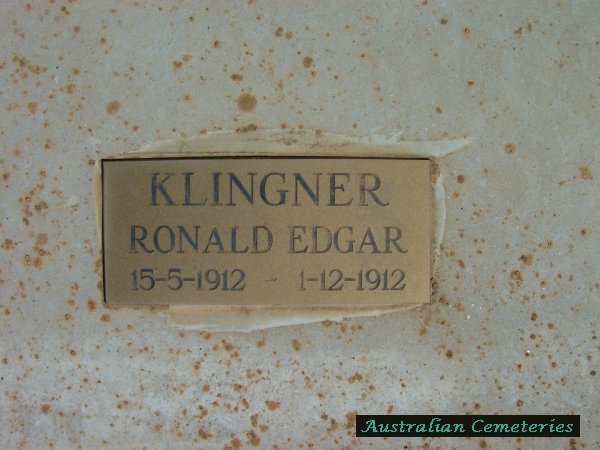 KLINGNER
RONALD EDGAR
15-5-1912 - 1-12-1912
Australian Cemeteries